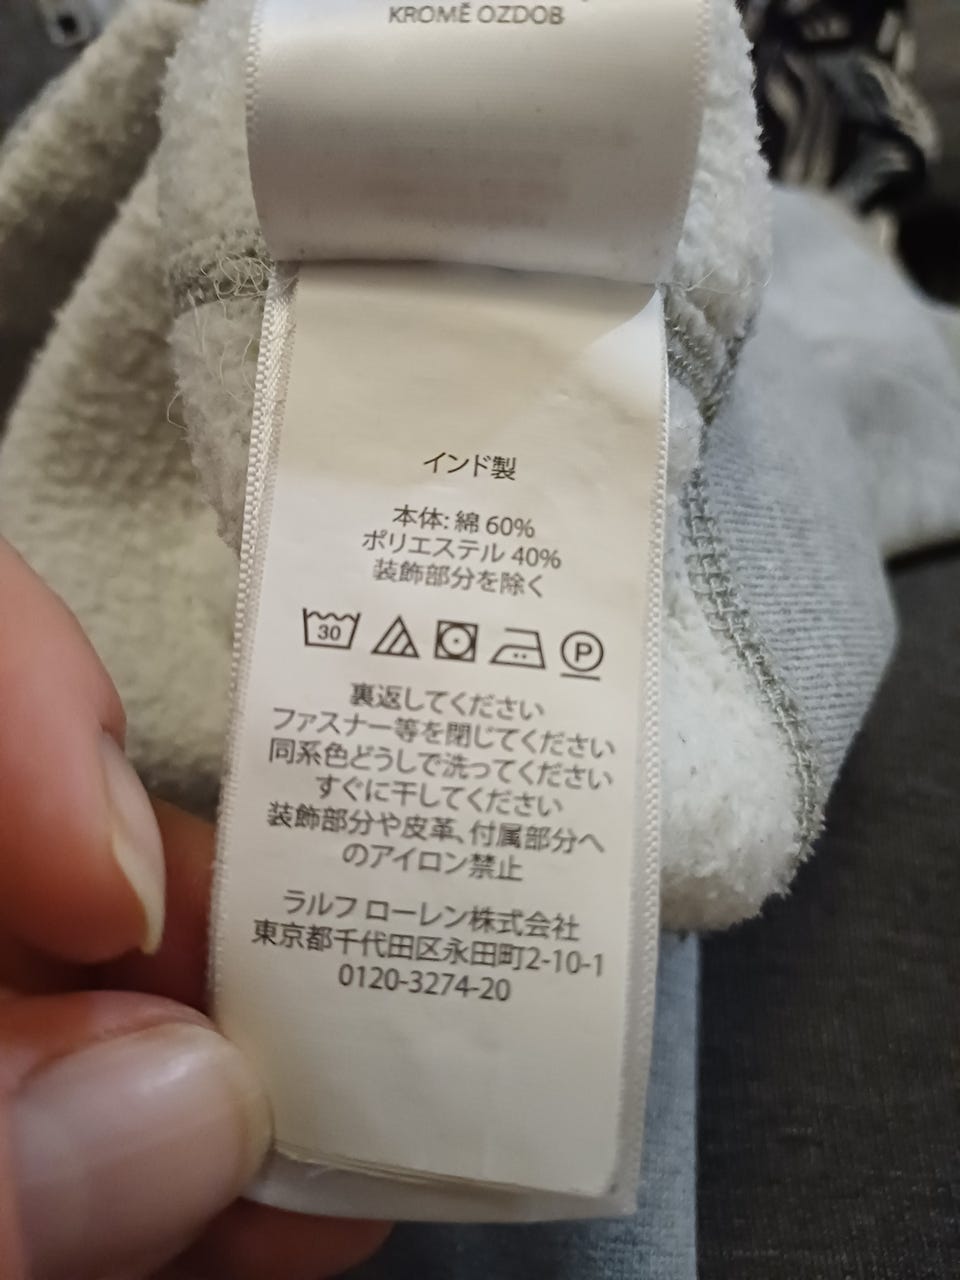 KROMĚ OZDOB
インド製
本体: 綿 60%
ポリエステル 40%
装飾部分を除く
30
P
裏返してください
ファスナー等を閉じてください
同系色どうしで洗ってください
すぐに干してください
装飾部分や皮革、付属部分へ
のアイロン禁止
ラルフ ローレン株式会社
東京都千代田区永田町2-10-1
0120-3274-20